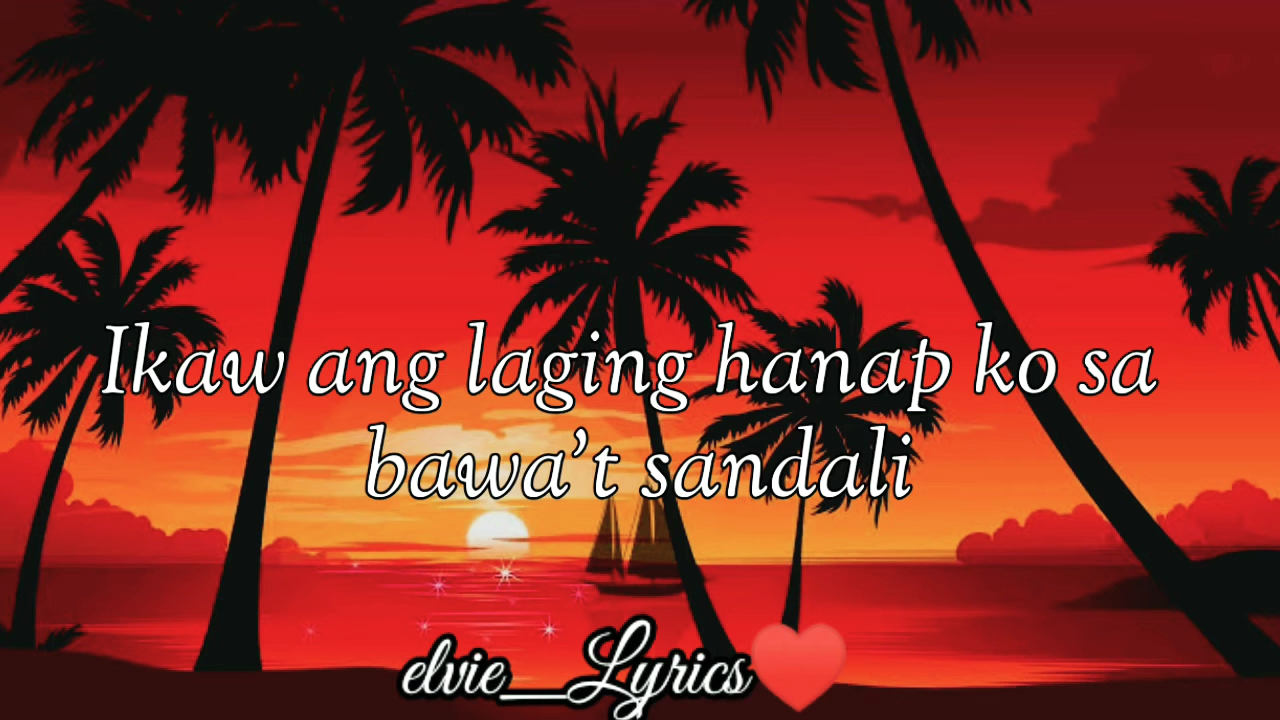 Ikaw ang laging hanap ko sa
bawa’t sandali
elvie__Lyrics❤️